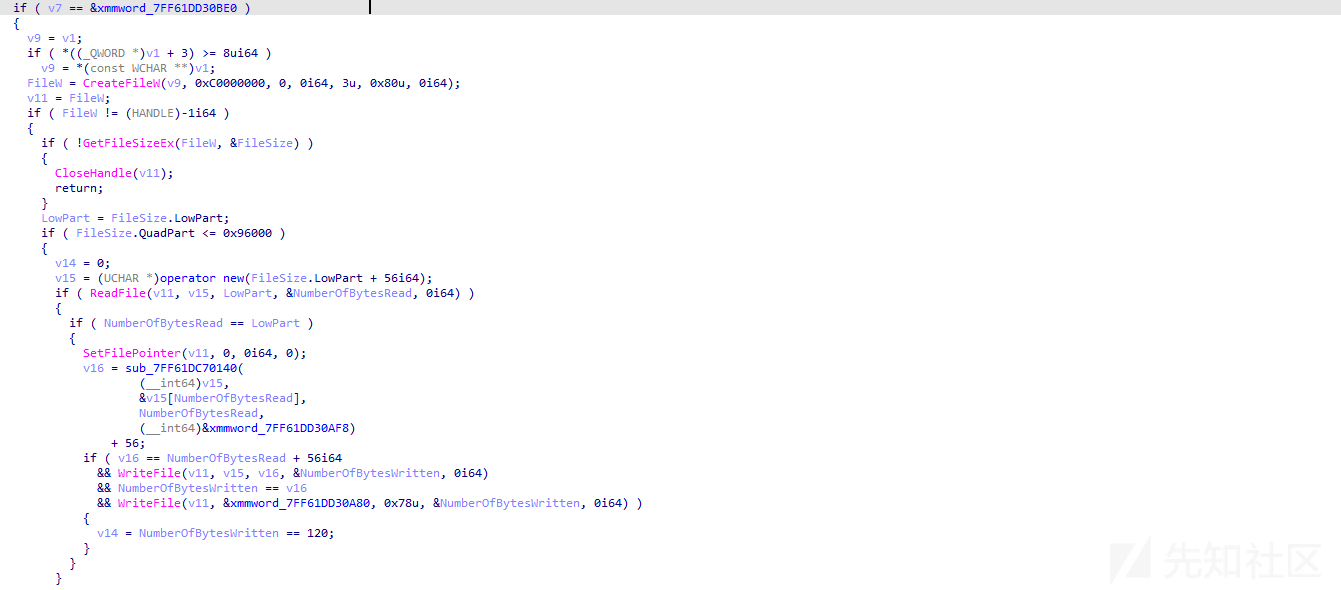 if ( v7 == &xmmword_7FF61DD30BE0 )
{
v9 = v1;
if ( *((_QWORD *)v1 + 3) >= 8ui64 )
v9 = *(const WCHAR **)v1;
FileW = CreateFileW(v9, 0xC0000000, 0, 0i64, 3u, 0x80u, 0i64);
v11 = FileW;
if ( FileW != (HANDLE)-1i64 )
{
if ( !GetFileSizeEx(FileW, &FileSize) )
{
CloseHandle(v11);
return;
}
LowPart = FileSize.LowPart;
if ( FileSize.QuadPart <= 0x96000 )
{
v14 = 0;
v15 = (UCHAR *)operator new(FileSize.LowPart + 56i64);
if ( ReadFile(v11, v15, LowPart, &NumberOfBytesRead, 0i64) )
{
if ( NumberOfBytesRead == LowPart )
{
SetFilePointer(v11, 0, 0i64, 0);
v16 = sub_7FF61DC70140(
(__int64)v15,
&v15[NumberOfBytesRead],
NumberOfBytesRead,
(__int64)&xmmword_7FF61DD30AF8)
+ 56;
if ( v16 == NumberOfBytesRead + 56i64
&& WriteFile(v11, v15, v16, &NumberOfBytesWritten, 0i64)
&& NumberOfBytesWritten == v16
&& WriteFile(v11, &xmmword_7FF61DD30A80, 0x78u, &NumberOfBytesWritten, 0i64) )
{
v14 = NumberOfBytesWritten == 120;
}
}
}
先知社区